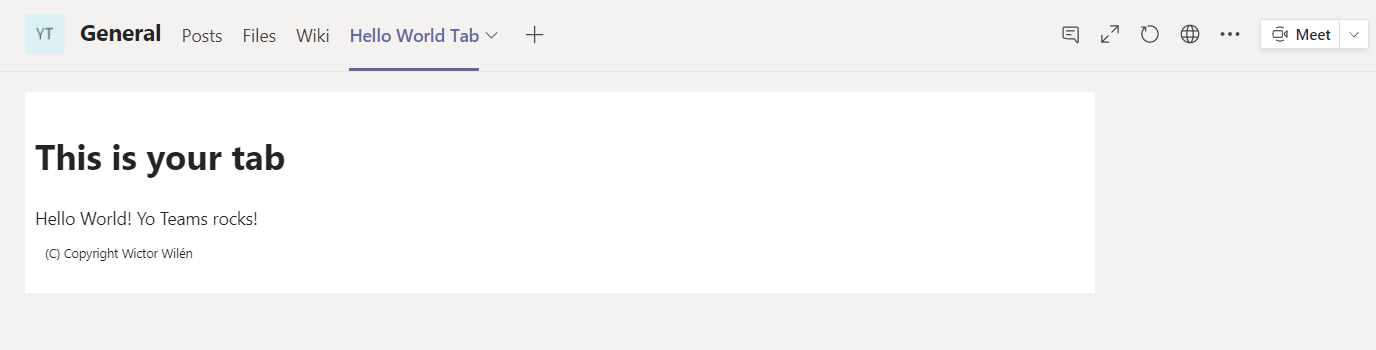 YT General Posts Files Wiki Hello World Tab Meet
This is your tab
Hello World! Yo Teams rocks!
(C) Copyright Wictor Wilén